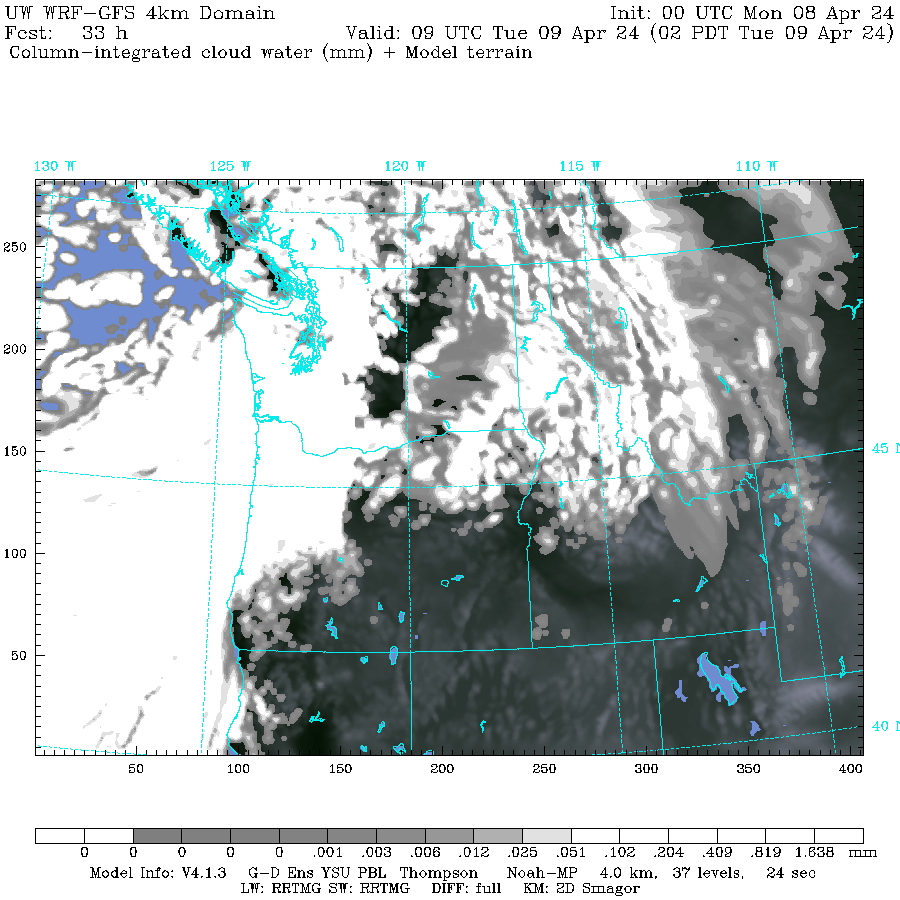 UW WRF-GFS 4km Domain Init: 00 UTC Mon 08 Apr 24
Fcst: 33 h Valid: 09 UTC Tue 09 Apr 24 (02 PDT Tue 09 Apr 24)
Column-integrated cloud water (mm) + Model terrain
130 W 125 W 120 W 115 W 110 W
250
200
150
45 N
100
50
40 N
50 100 150 200 250 300 350 400
0 0 0 0 0 .001 .003 .006 .012 .025 .051 .102 .204 .409 .819 1.638 mm
Model Info: V4.1.3 G-D Ens YSU PBL Thompson Noah-MP 4.0 km, 37 levels, 24 sec
LW: RRTMG SW: RRTMG DIFF: full KM: 2D Smagor